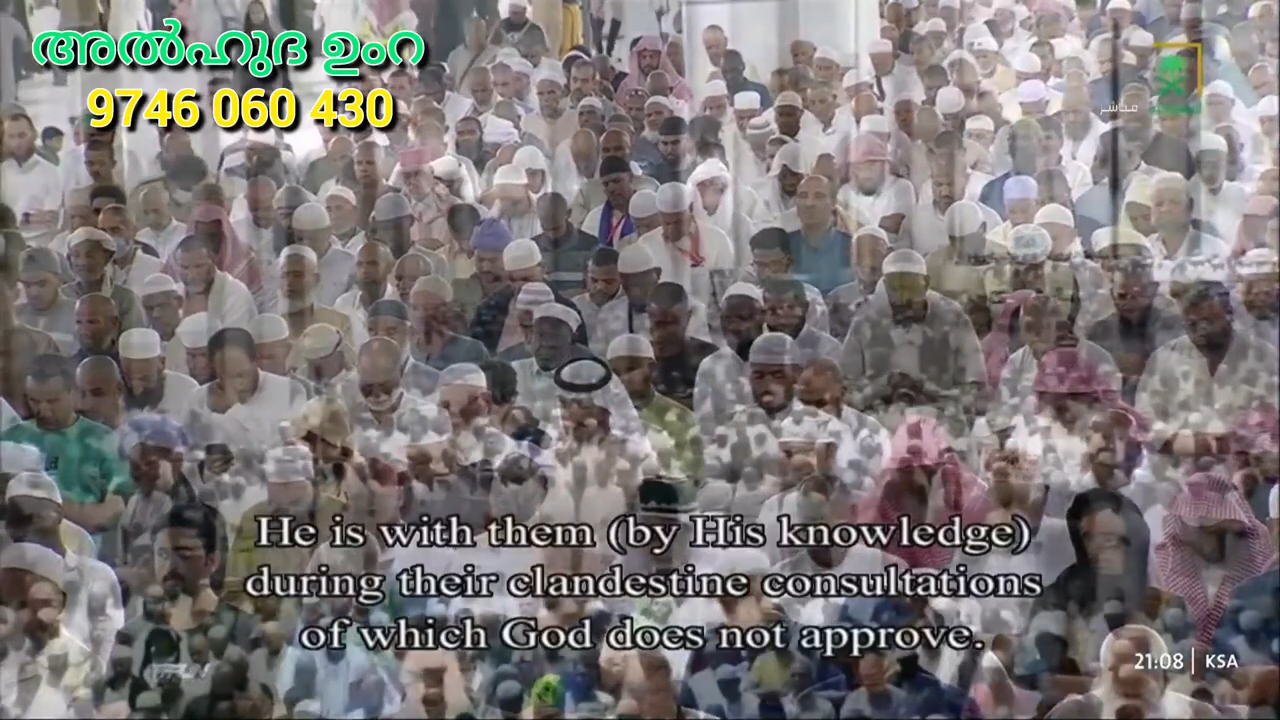 അൽഹുദ ഉംറ
9746 060 430
مباشر
He is with them (by His knowledge)
during their clandestine consultations
of which God does not approve.
21:08 | KSA